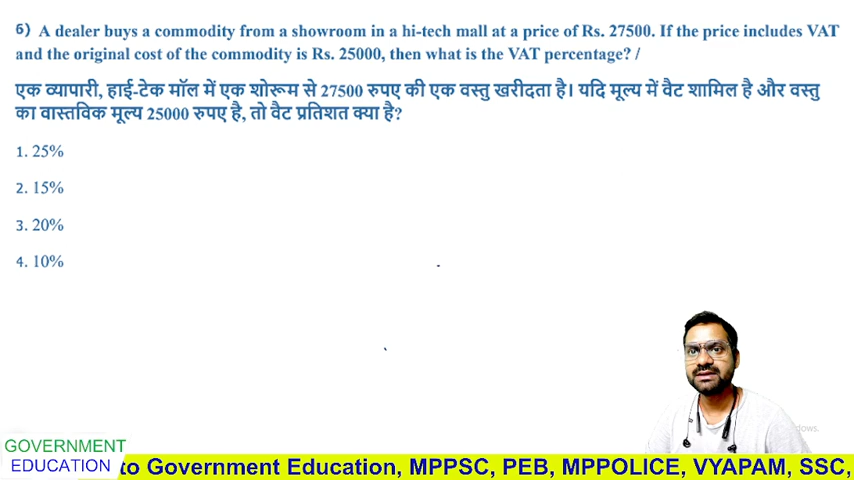 6) A dealer buys a commodity from a showroom in a hi-tech mall at a price of Rs. 27500. If the price includes VAT
and the original cost of the commodity is Rs. 25000, then what is the VAT percentage? /
एक व्यापारी, हाई-टेक मॉल में एक शोरूम से 27500 रुपए की एक वस्तु खरीदता है। यदि मूल्य में वैट शामिल है और वस्तु
का वास्तविक मूल्य 25000 रुपए है, तो वैट प्रतिशत क्या है?
1. 25%
2. 15%
3. 20%
4. 10%
GOVERNMENT
EDUCATION
to Government Education, MPPSC, PEB, MPPOLICE, VYAPAM, SSC,